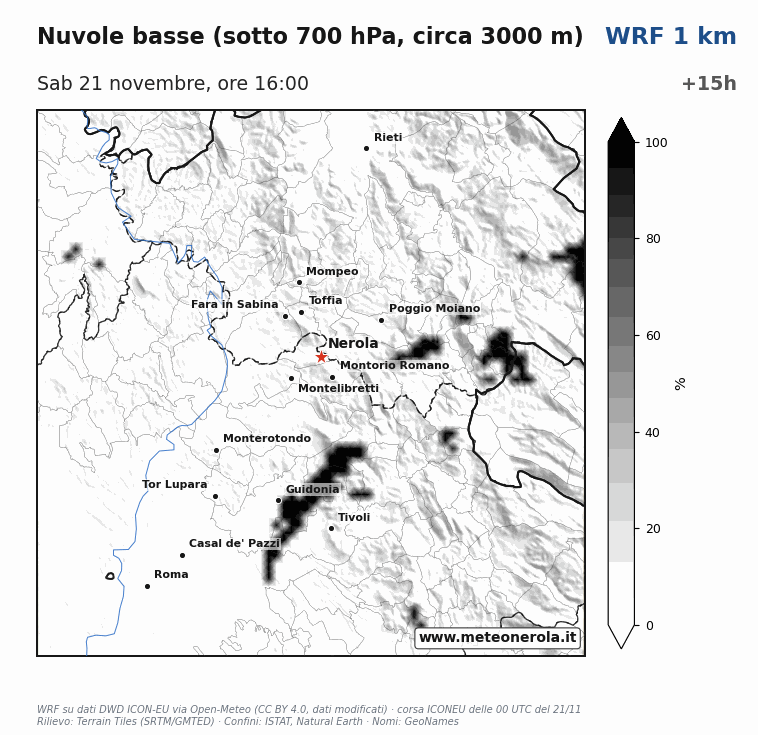 Nuvole basse (sotto 700 hPa, circa 3000 m) WRF 1 km
Sab 21 novembre, ore 16:00 +15h
Rieti
Mompeo
Fara in Sabina
Toffia
Poggio Moiano
Nerola
Montorio Romano
Montelibretti
Monterotondo
Tor Lupara
Guidonia
Tivoli
Casal de' Pazzi
Roma
www.meteonerola.it
100
80
60
40
20
0
%
WRF su dati DWD ICON-EU via Open-Meteo (CC BY 4.0, dati modificati) · corsa ICONEU delle 00 UTC del 21/11
Rilievo: Terrain Tiles (SRTM/GMTED) · Confini: ISTAT, Natural Earth · Nomi: GeoNames